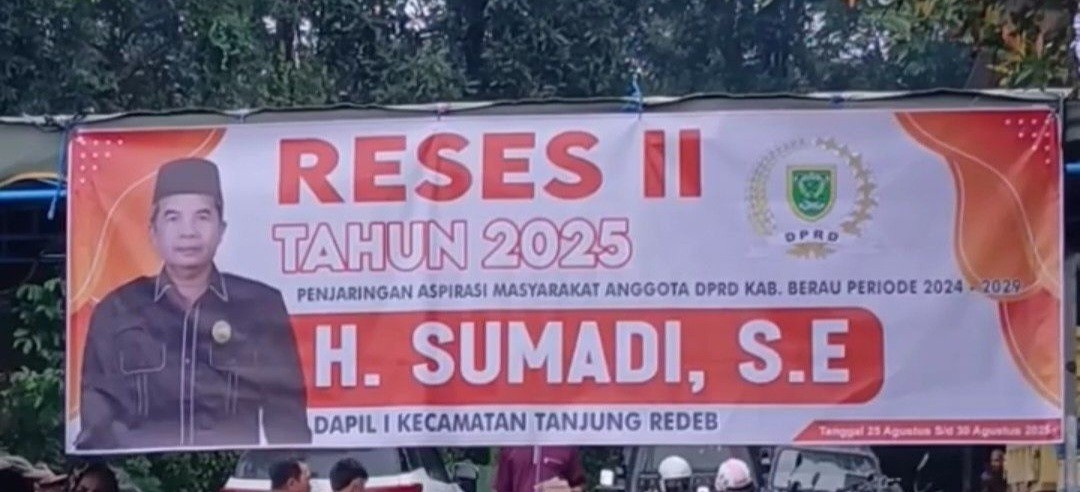 RESES II
TAHUN 2025
DPRD
PENJARINGAN ASPIRASI MASYARAKAT ANGGOTA DPRD KAB. BERAU PERIODE 2024 - 2029
H. SUMADI, S.E
DAPIL I KECAMATAN TANJUNG REDEB
Tanggal 25 Agustus S/d 30 Agustus 2025